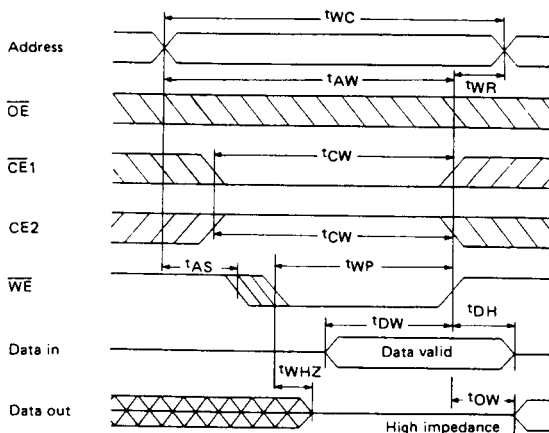 tWC
Address
tAW
tWR
OE
CE1
tCW
CE2
tCW
tAS
tWP
WE
tDW
tDH
Data in
Data valid
tWHZ
tOW
Data out
High impedance